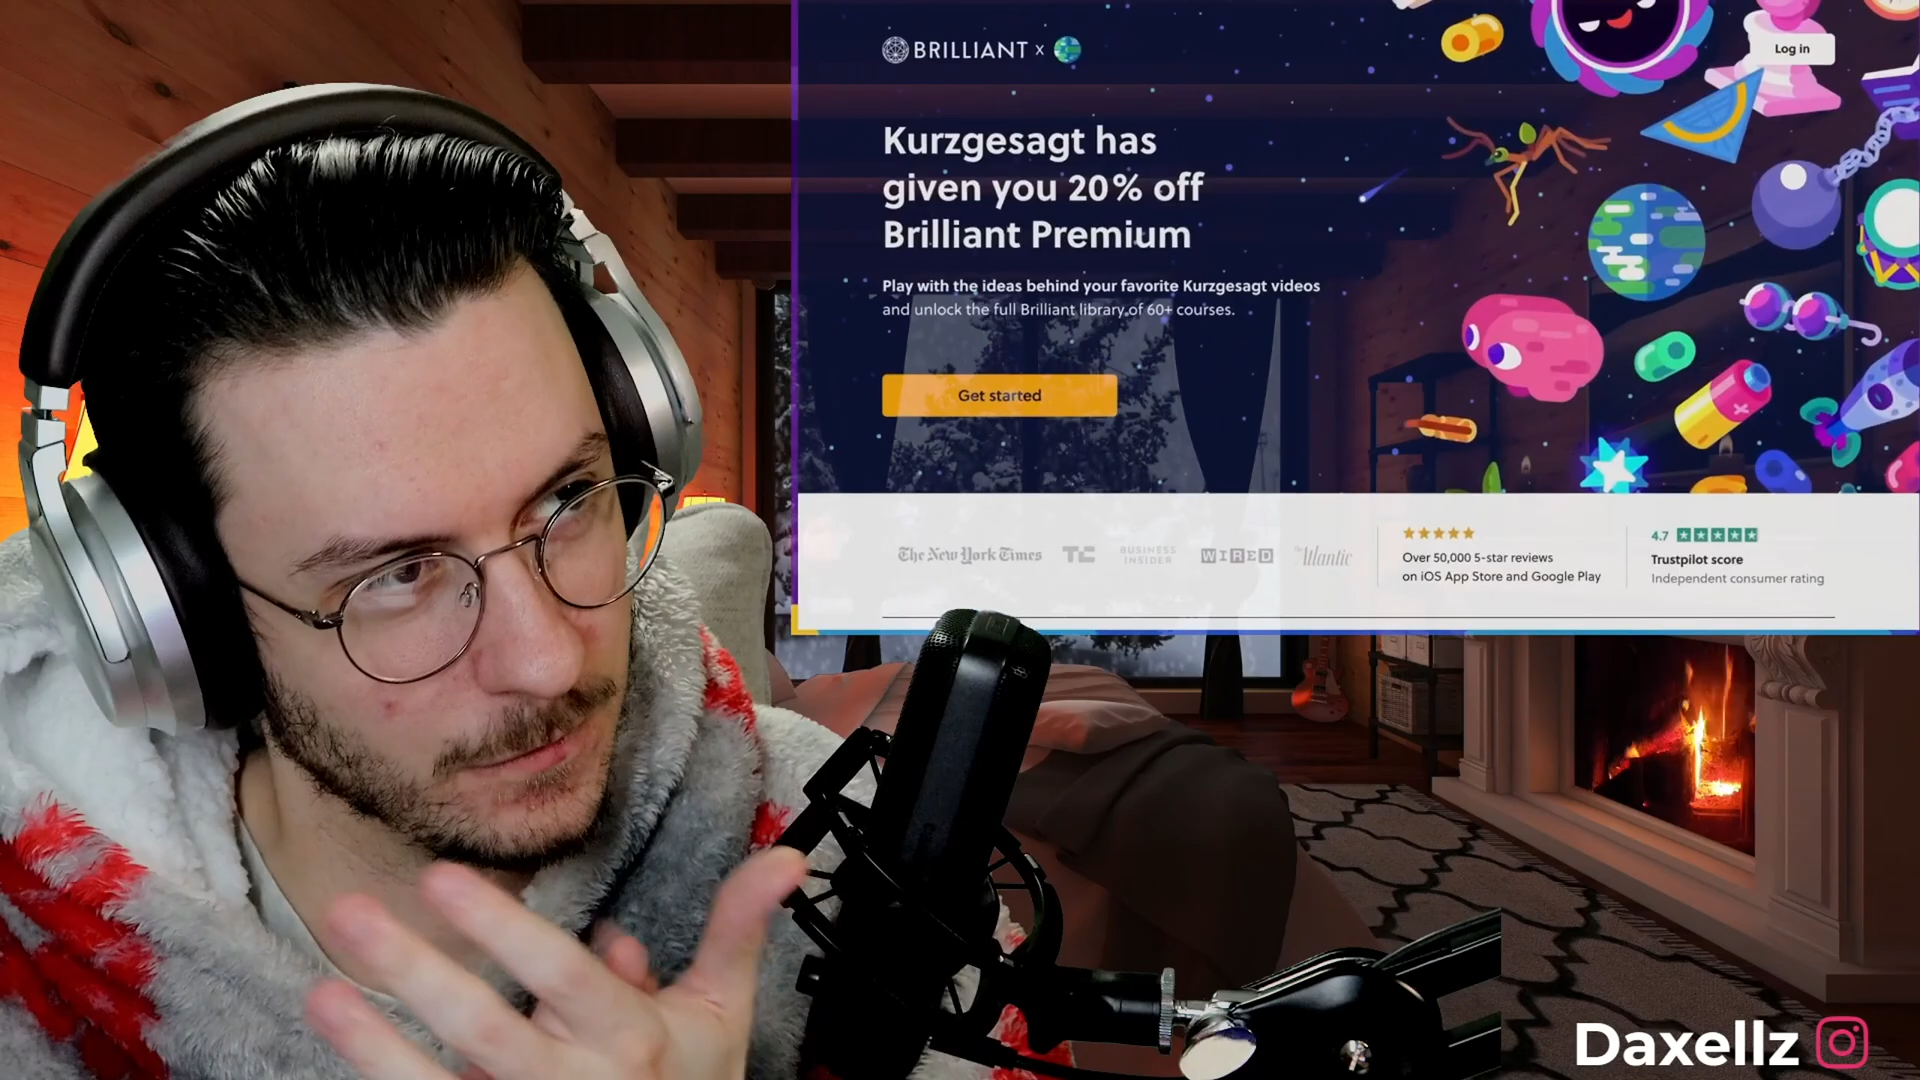 BRILLIANT x
Log in
Kurzgesagt has
given you 20% off
Brilliant Premium
Play with the ideas behind your favorite Kurzgesagt videos
and unlock the full Brilliant library of 60+ courses.
Get started
The New York Times
TC
BUSINESS
INSIDER
WIRED
The Atlantic
Over 50,000 5-star reviews
on iOS App Store and Google Play
4.7
Trustpilot score
Independent consumer rating
Daxellz